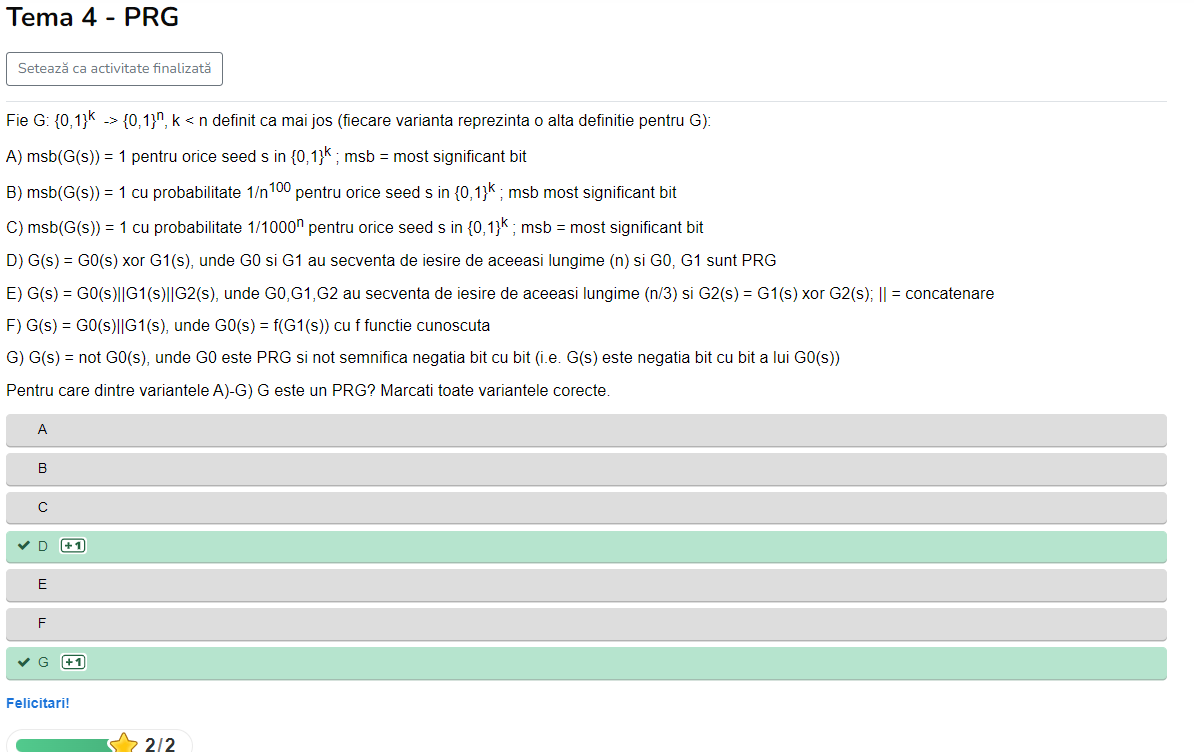 Tema 4 - PRG
Setează ca activitate finalizată
Fie G: {0,1}^k -> {0,1}^n, k < n definit ca mai jos (fiecare varianta reprezinta o alta definitie pentru G):
A) msb(G(s)) = 1 pentru orice seed s in {0,1}^k ; msb = most significant bit
B) msb(G(s)) = 1 cu probabilitate 1/n^100 pentru orice seed s in {0,1}^k ; msb most significant bit
C) msb(G(s)) = 1 cu probabilitate 1/1000^n pentru orice seed s in {0,1}^k ; msb = most significant bit
D) G(s) = G0(s) xor G1(s), unde G0 si G1 au secventa de iesire de aceeasi lungime (n) si G0, G1 sunt PRG
E) G(s) = G0(s)||G1(s)||G2(s), unde G0,G1,G2 au secventa de iesire de aceeasi lungime (n/3) si G2(s) = G1(s) xor G2(s); || = concatenare
F) G(s) = G0(s)||G1(s), unde G0(s) = f(G1(s)) cu f functie cunoscuta
G) G(s) = not G0(s), unde G0 este PRG si not semnifica negatia bit cu bit (i.e. G(s) este negatia bit cu bit a lui G0(s))
Pentru care dintre variantele A)-G) G este un PRG? Marcati toate variantele corecte.
A
B
C
D +1
E
F
G +1
Felicitari!
2/2